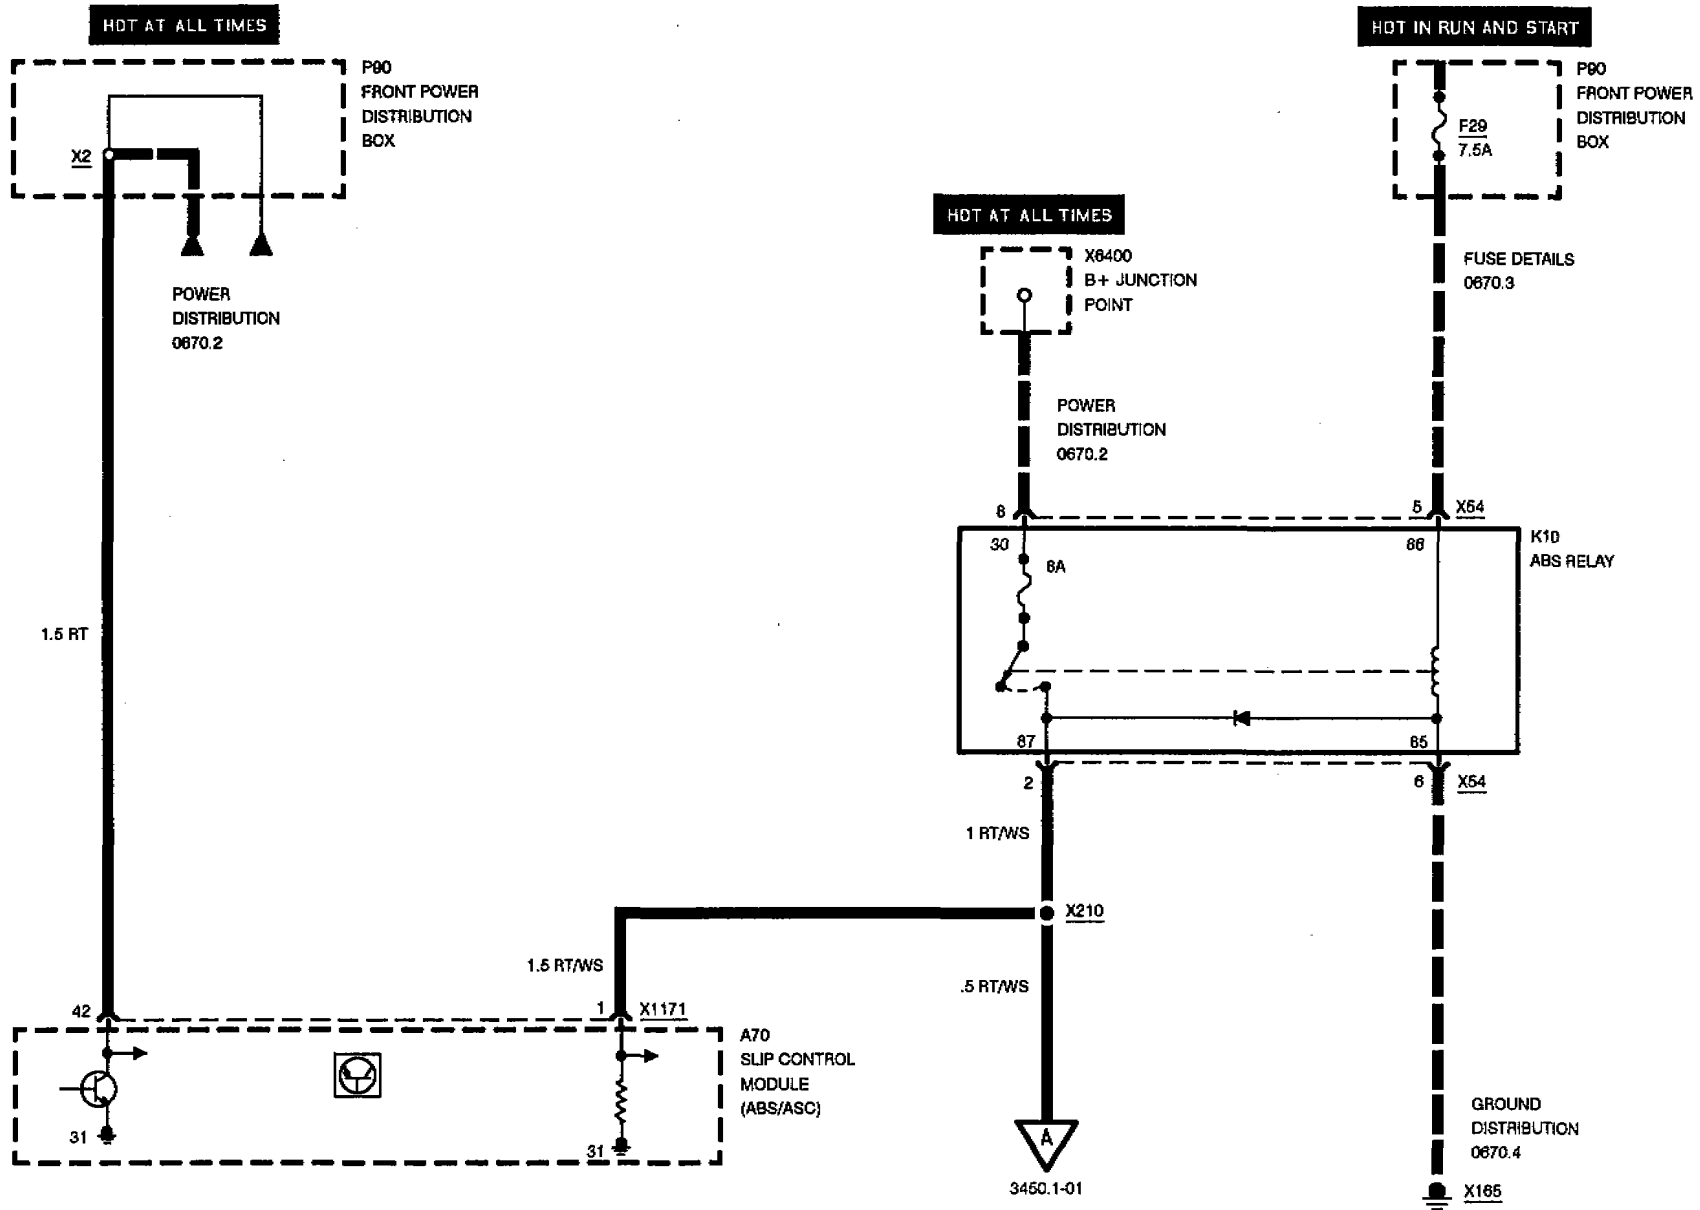 HOT AT ALL TIMES
HOT IN RUN AND START
P90
FRONT POWER
DISTRIBUTION
BOX
X2
P90
FRONT POWER
DISTRIBUTION
BOX
F29
7.5A
POWER
DISTRIBUTION
0670.2
HOT AT ALL TIMES
X6400
B+ JUNCTION
POINT
FUSE DETAILS
0670.3
POWER
DISTRIBUTION
0670.2
8
5
X54
30
86
8A
K10
ABS RELAY
1.5 RT
87
85
2
6
X54
1 RT/WS
X210
1.5 RT/WS
.5 RT/WS
42
1
X1171
A70
SLIP CONTROL
MODULE
(ABS/ASC)
31
31
A
3450.1-01
GROUND
DISTRIBUTION
0670.4
X165